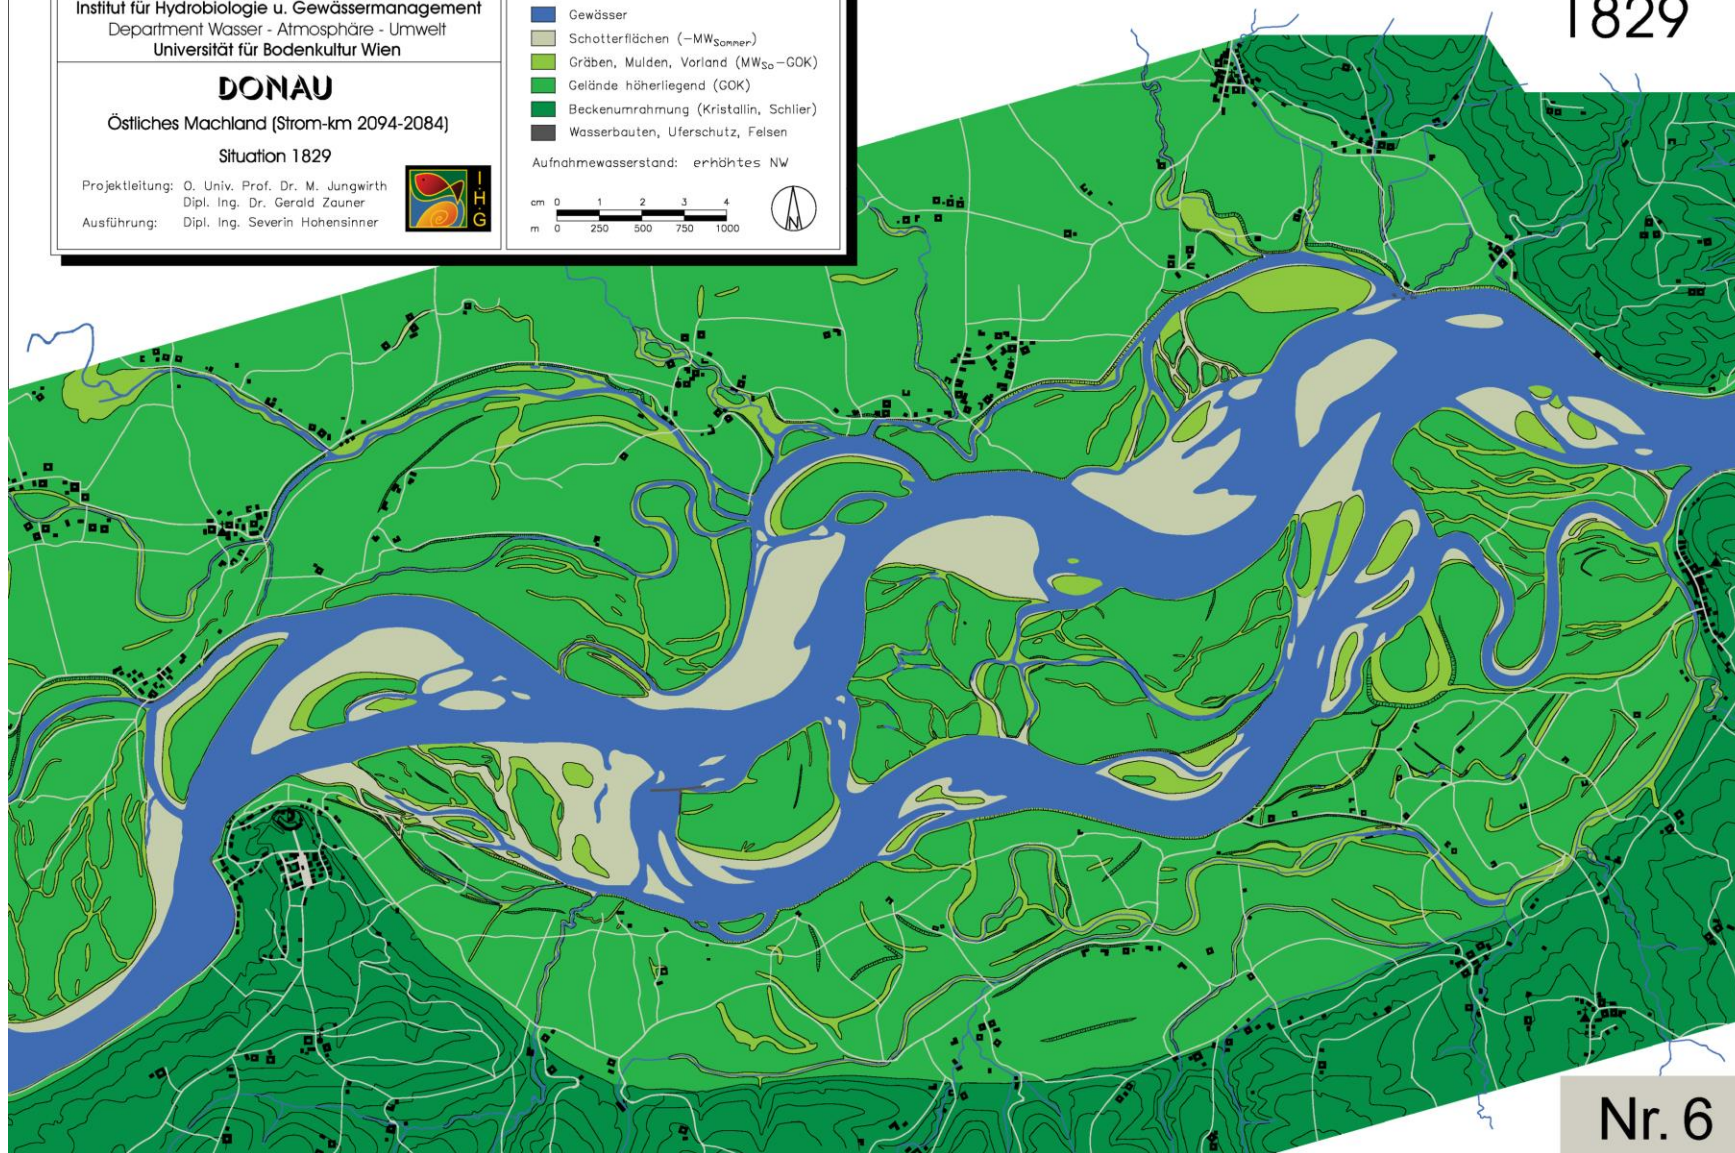 Institut für Hydrobiologie u. Gewässermanagement
Department Wasser - Atmosphäre - Umwelt
Universität für Bodenkultur Wien
DONAU
Östliches Machland (Strom-km 2094-2084)
Situation 1829
Projektleitung: O. Univ. Prof. Dr. M. Jungwirth
Dipl. Ing. Dr. Gerald Zauner
Ausführung: Dipl. Ing. Severin Hohensinner
I.H.G
Gewässer
Schotterflächen (-MWSommer)
Gräben, Mulden, Vorland (MWSo-GOK)
Gelände höherliegend (GOK)
Beckenumrahmung (Kristallin, Schlier)
Wasserbauten, Uferschutz, Felsen
Aufnahmewasserstand: erhöhtes NW
cm 0 1 2 3 4
m 0 250 500 750 1000
N
1829
Nr. 6